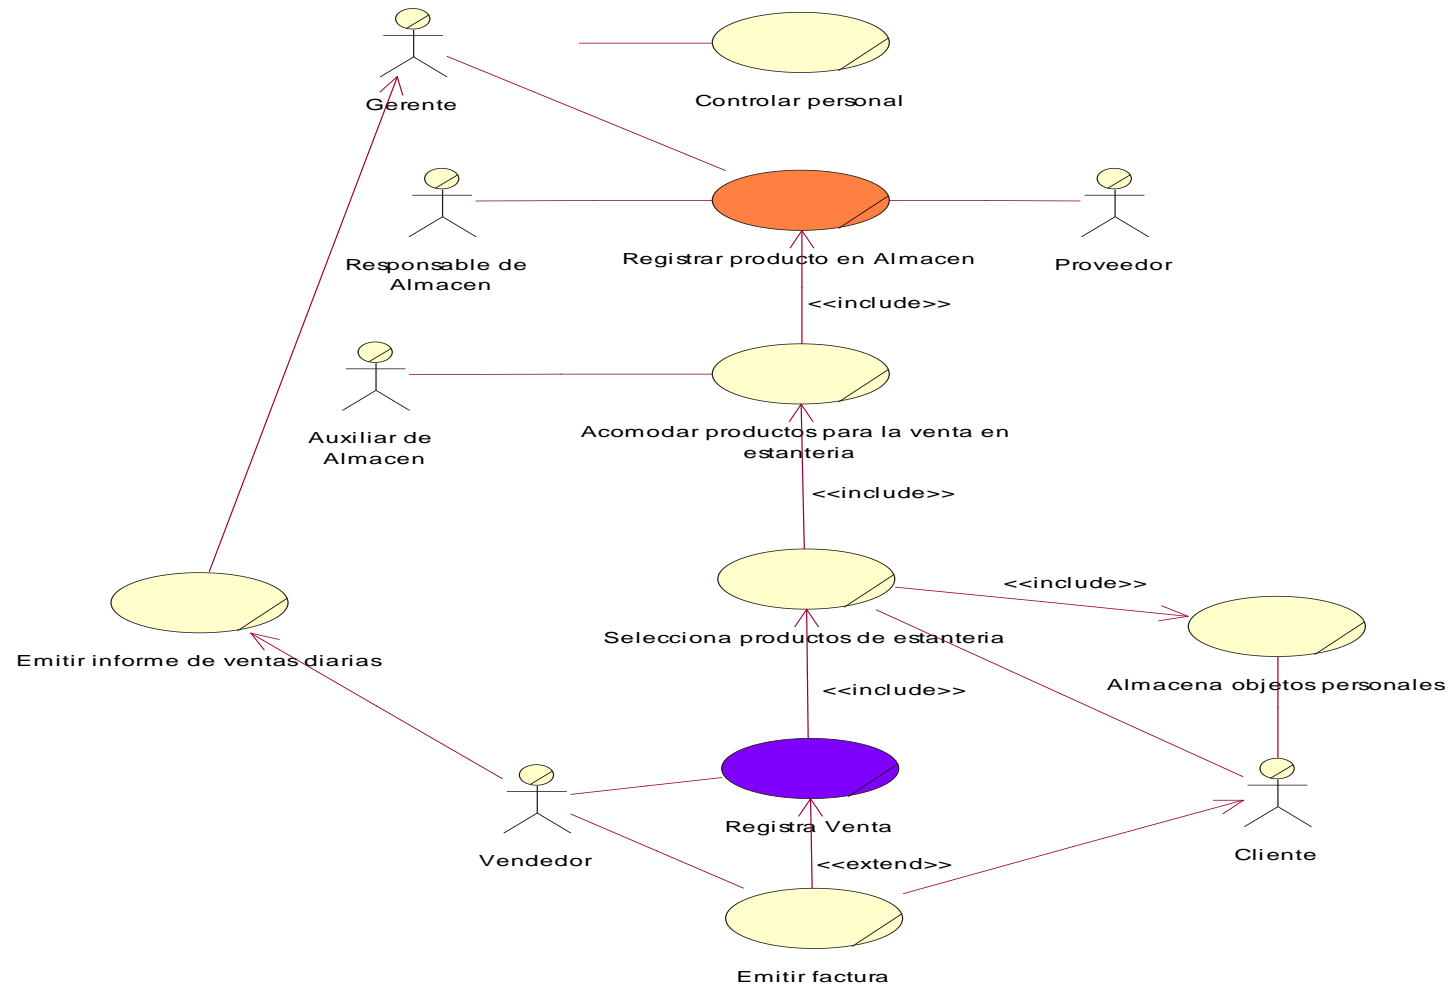 Controlar personal
Gerente
Registrar producto en Almacen
Responsable de
Almacen
Proveedor
<<include>>
Acomodar productos para la venta en
estanteria
Auxiliar de
Almacen
<<include>>
<<include>>
Selecciona productos de estanteria
Emitir informe de ventas diarias
Almacena objetos personales
<<include>>
Registra Venta
Vendedor
Cliente
<<extend>>
Emitir factura